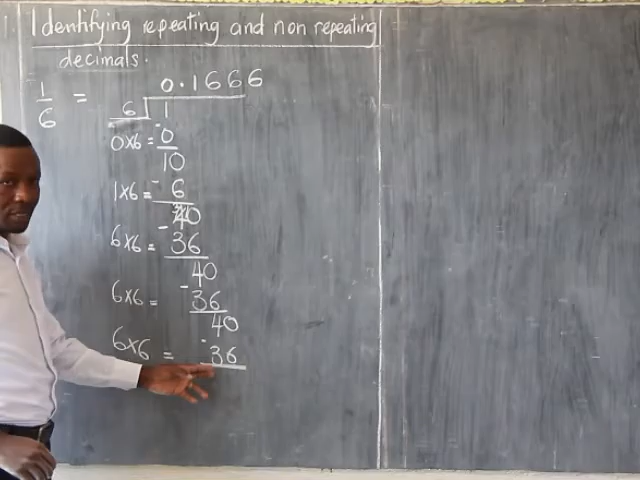 Identifying repeating and non repeating
decimals.
0.1666
1/6 = 6 1
0x6 = -0
10
1x6 = - 6
40
6x6 = -36
40
6x6 = -36
40
6x6 = -36